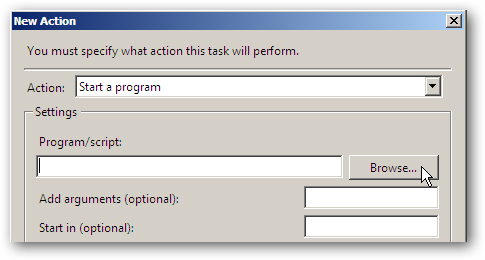 New Action
You must specify what action this task will perform.
Action: Start a program
Settings
Program/script:
Browse...
Add arguments (optional):
Start in (optional):